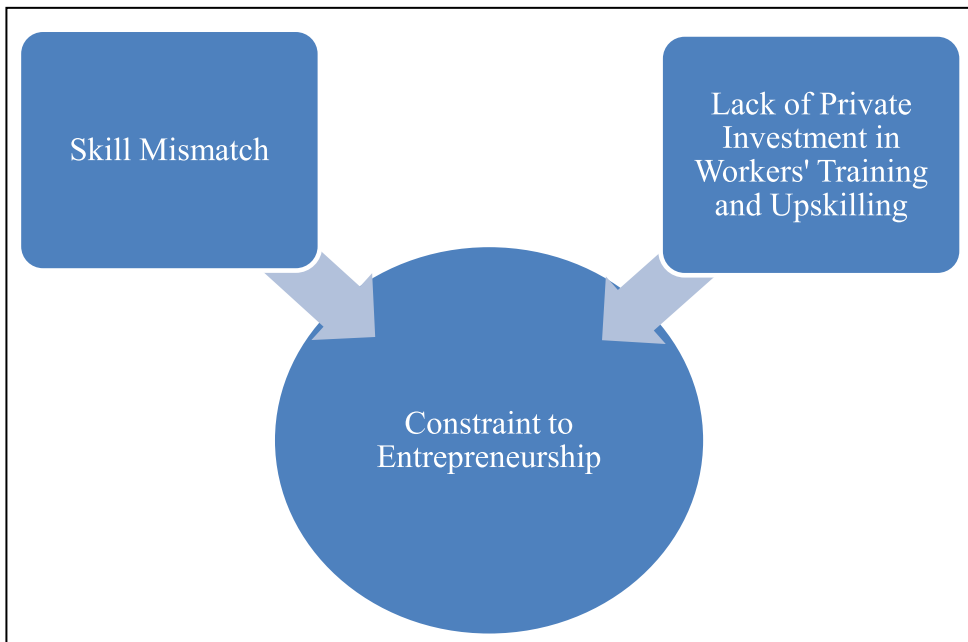 Skill Mismatch
Lack of Private
Investment in
Workers' Training
and Upskilling
Constraint to
Entrepreneurship